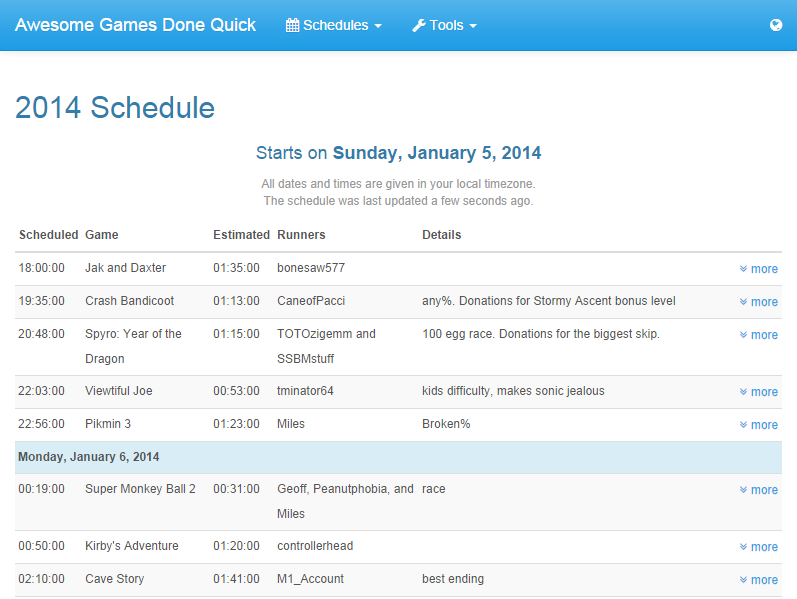 Awesome Games Done Quick Schedules Tools
2014 Schedule
Starts on Sunday, January 5, 2014
All dates and times are given in your local timezone.
The schedule was last updated a few seconds ago.
Scheduled Game Estimated Runners Details
18:00:00 Jak and Daxter 01:35:00 bonesaw577 more
19:35:00 Crash Bandicoot 01:13:00 CaneofPacci any%. Donations for Stormy Ascent bonus level more
20:48:00 Spyro: Year of the 01:15:00 TOTOzigemm and 100 egg race. Donations for the biggest skip. more
Dragon SSBMstuff
22:03:00 Viewtiful Joe 00:53:00 tminator64 kids difficulty, makes sonic jealous more
22:56:00 Pikmin 3 01:23:00 Miles Broken% more
Monday, January 6, 2014
00:19:00 Super Monkey Ball 2 00:31:00 Geoff, Peanutphobia, and race more
Miles
00:50:00 Kirby's Adventure 01:20:00 controllerhead more
02:10:00 Cave Story 01:41:00 M1_Account best ending more